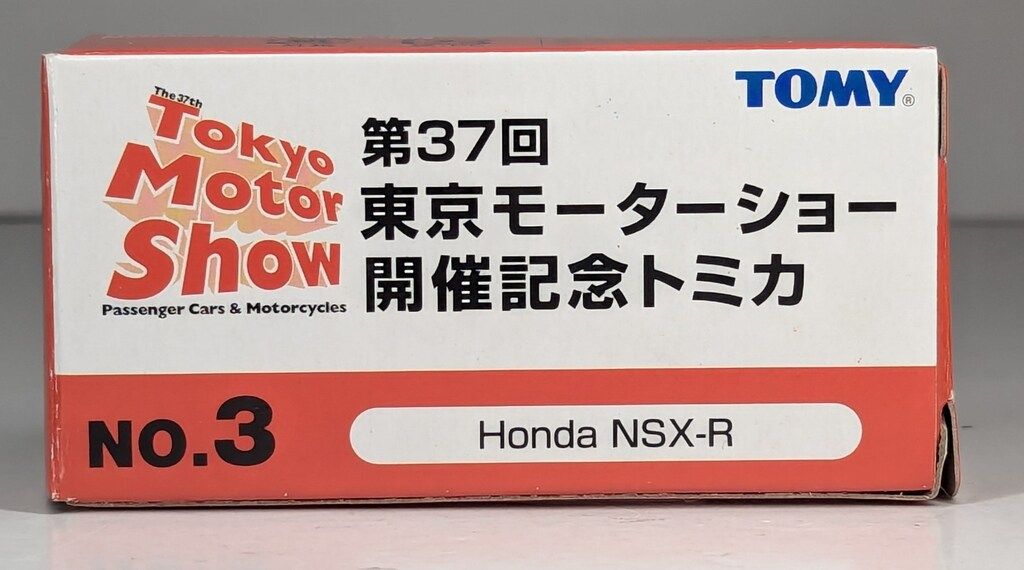 The 37th
Tokyo
Motor
Show
Passenger Cars & Motorcycles
TOMY®
第37回
東京モーターショー
開催記念トミカ
NO.3
Honda NSX-R